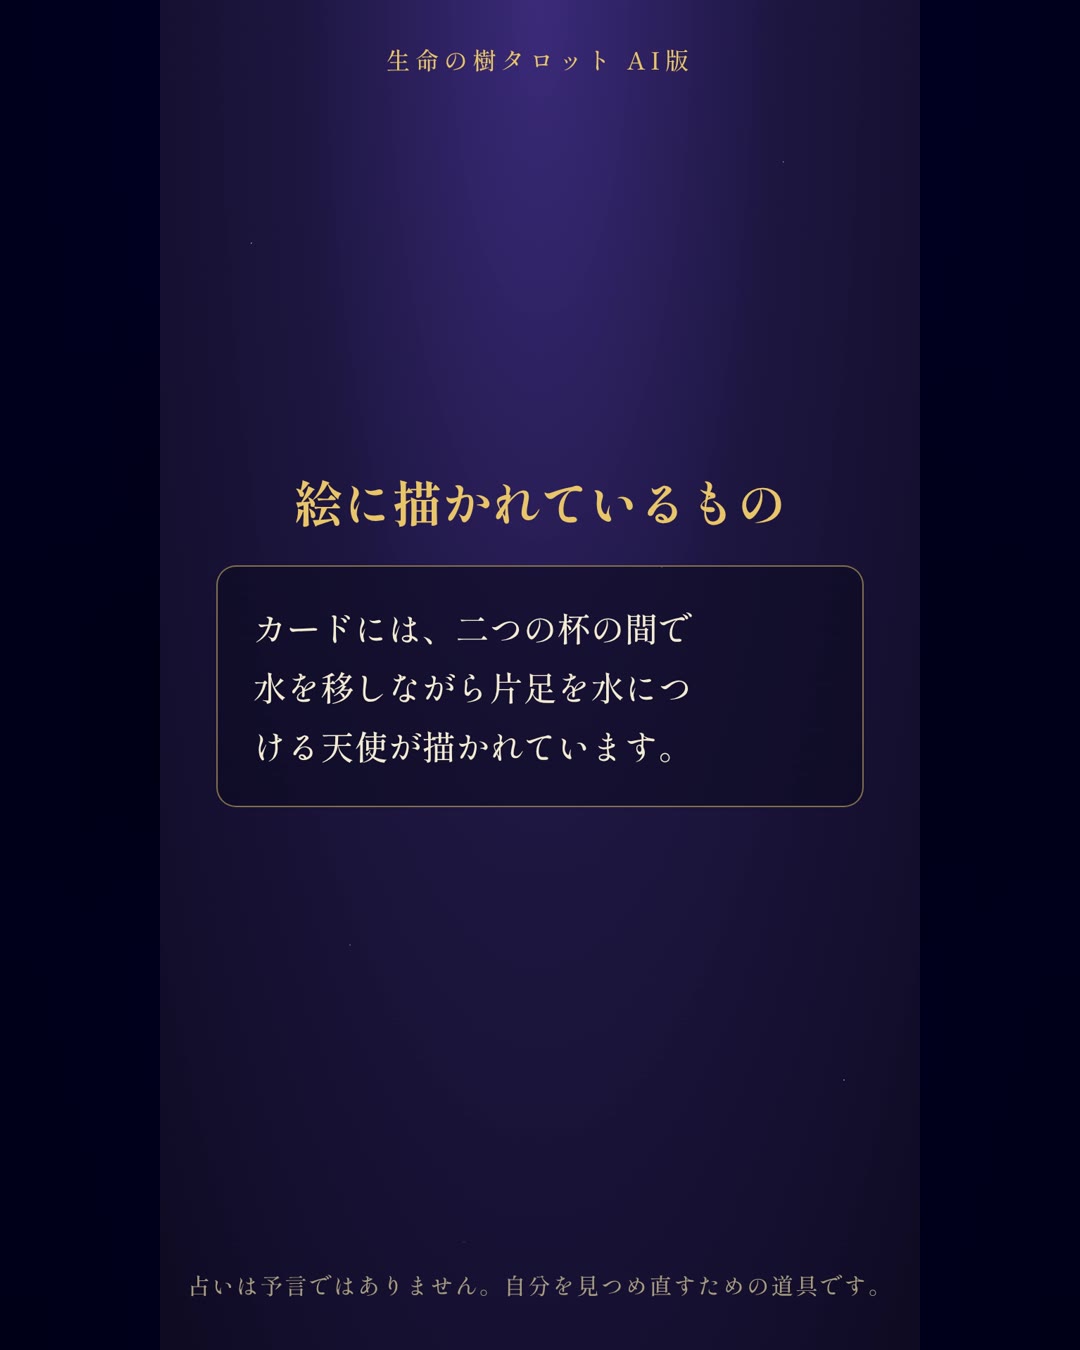 生命の樹タロット AI版
絵に描かれているもの
カードには、二つの杯の間で
水を移しながら片足を水につ
ける天使が描かれています。
占いは予言ではありません。自分を見つめ直すための道具です。